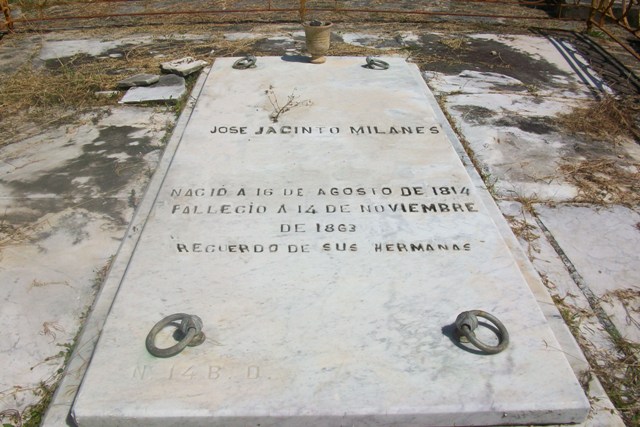 JOSE JACINTO MILANES
NACIO A 16 DE AGOSTO DE 1814
FALLECIO A 14 DE NOVIEMBRE
DE 1863
RECUERDO DE SUS HERMANAS
N 14 B O.